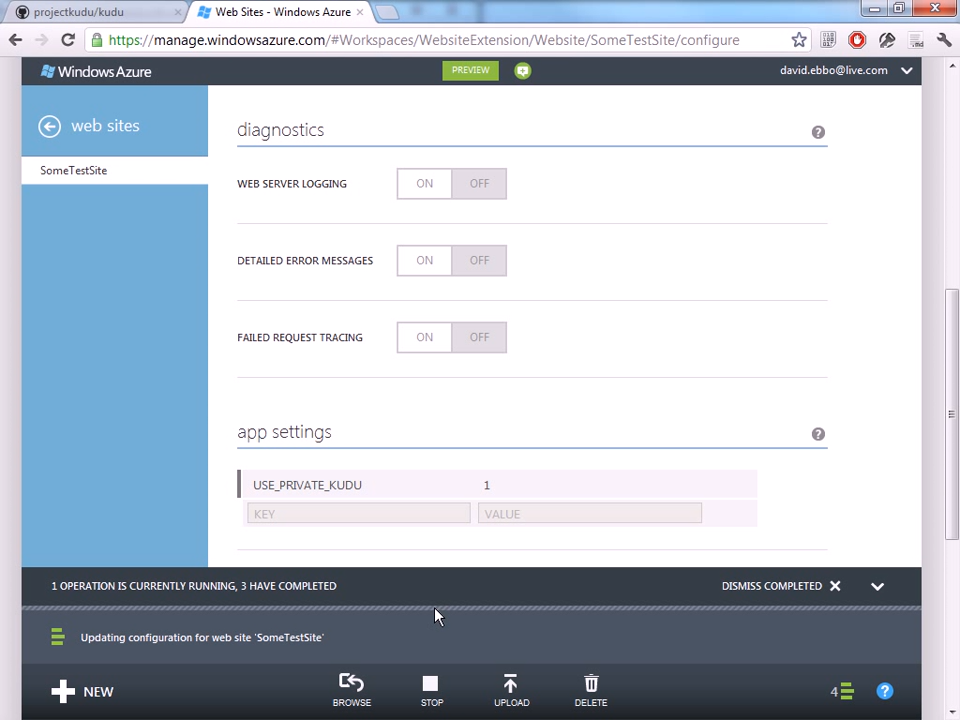 projectkudu/kudu
Web Sites - Windows Azure
https://manage.windowsazure.com/#Workspaces/WebsiteExtension/Website/SomeTestSite/configure
Windows Azure
PREVIEW
david.ebbo@live.com
web sites
SomeTestSite
diagnostics
?
WEB SERVER LOGGING
ON OFF
DETAILED ERROR MESSAGES
ON OFF
FAILED REQUEST TRACING
ON OFF
app settings
?
USE_PRIVATE_KUDU 1
KEY VALUE
1 OPERATION IS CURRENTLY RUNNING, 3 HAVE COMPLETED
DISMISS COMPLETED
Updating configuration for web site 'SomeTestSite'
NEW
BROWSE
STOP
UPLOAD
DELETE
4
?